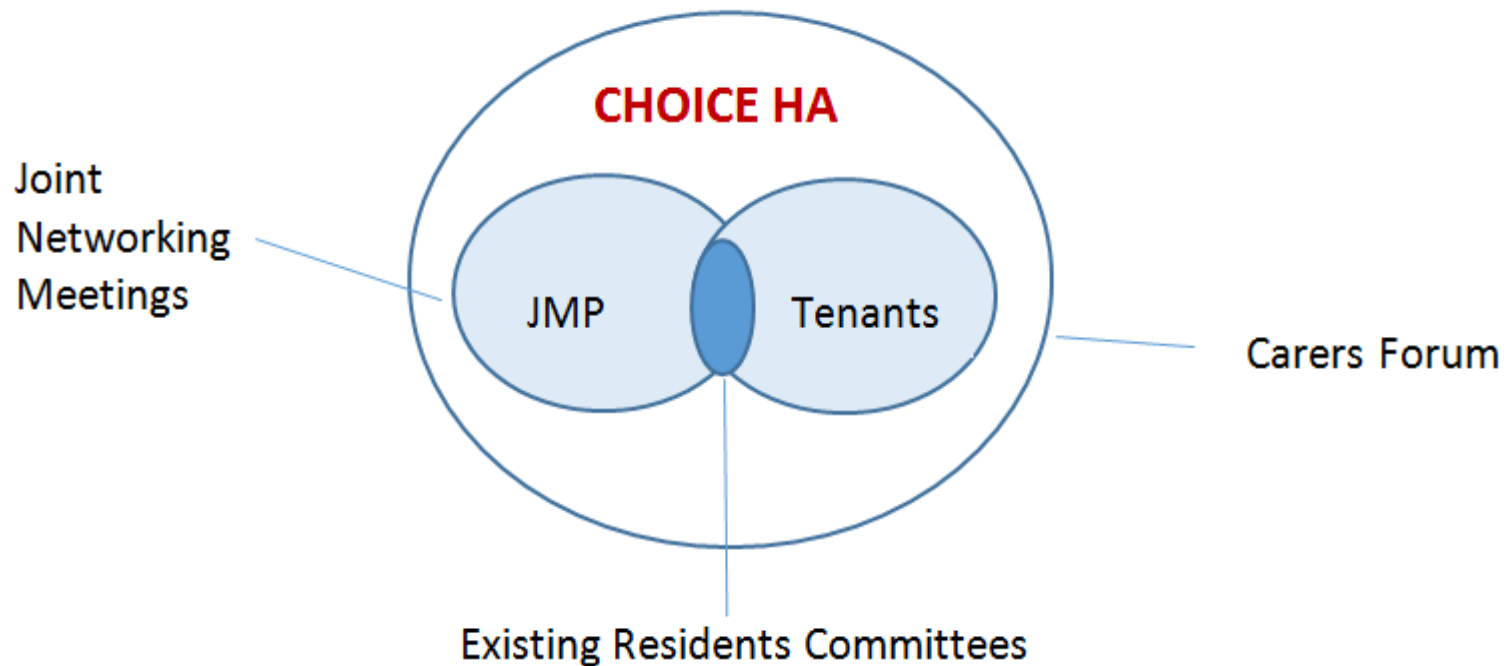 CHOICE HA
Joint
Networking
Meetings
JMP
Tenants
Carers Forum
Existing Residents Committees